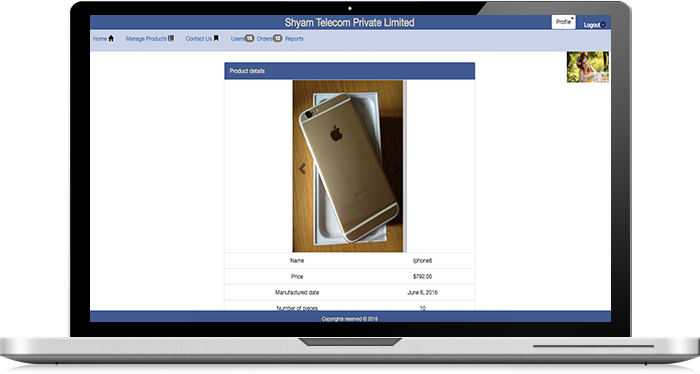 Shyam Telecom Private Limited
Profile
Logout
Home Manage Products Contact Us Users 19 Orders 12 Reports
Product details
Name Iphone6
Price $792.00
Manufactured date June 6, 2016
Number of pieces 10
Copyrights reserved © 2016